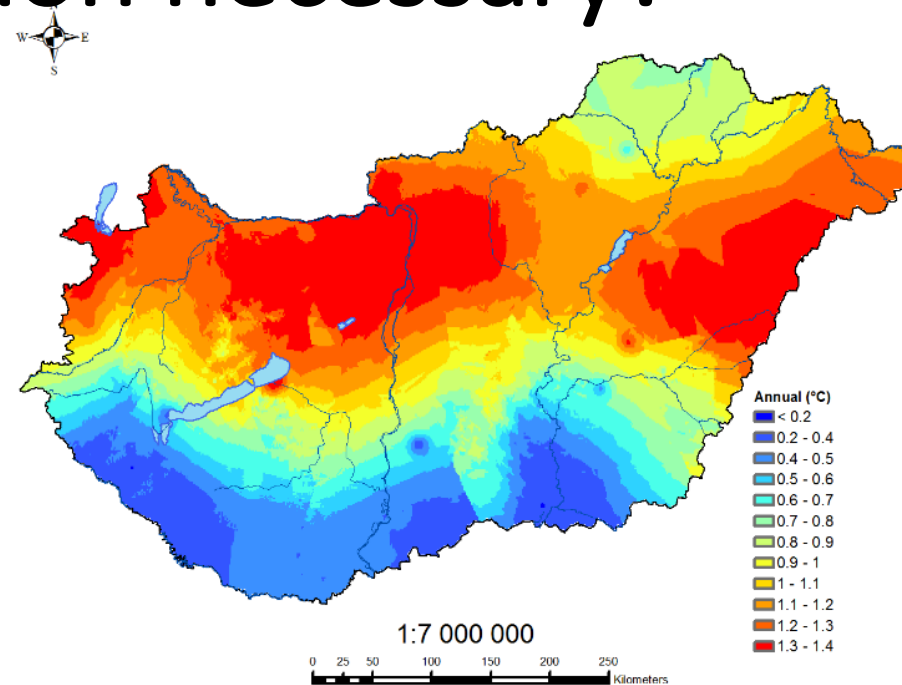 necessary?
W E
S
Annual (°C)
< 0.2
0.2 - 0.4
0.4 - 0.5
0.5 - 0.6
0.6 - 0.7
0.7 - 0.8
0.8 - 0.9
0.9 - 1
1 - 1.1
1.1 - 1.2
1.2 - 1.3
1.3 - 1.4
1:7 000 000
0 25 50 100 150 200 250
Kilometers